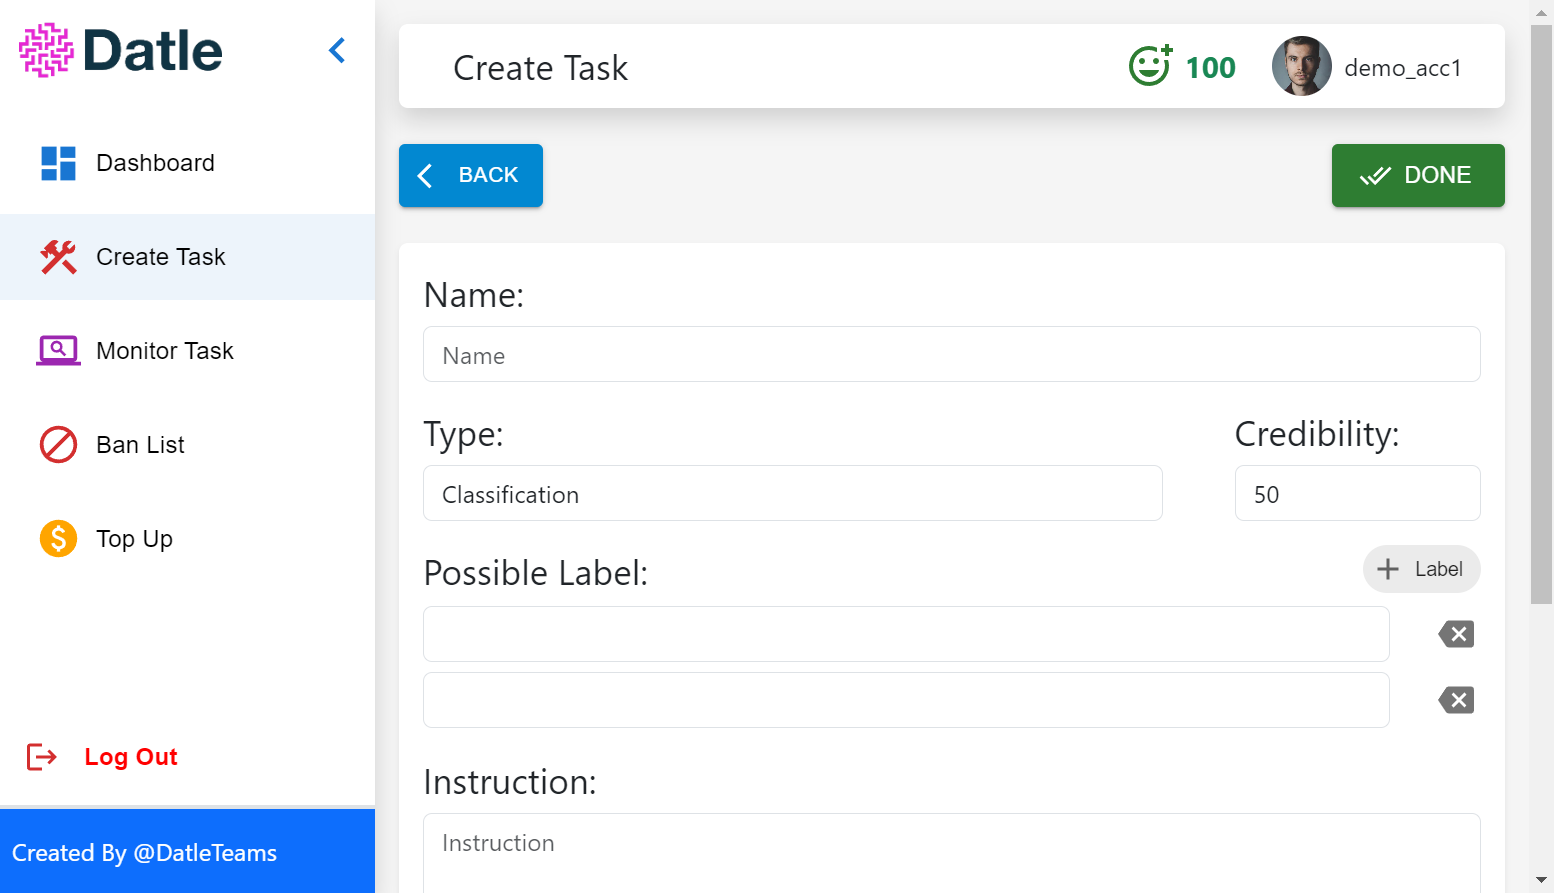 Datle
Dashboard
Create Task
Monitor Task
Ban List
Top Up
Log Out
Created By @DatleTeams
Create Task
100
demo_acc1
BACK
DONE
Name:
Name
Type:
Credibility:
Classification
50
Possible Label:
Label
Instruction:
Instruction